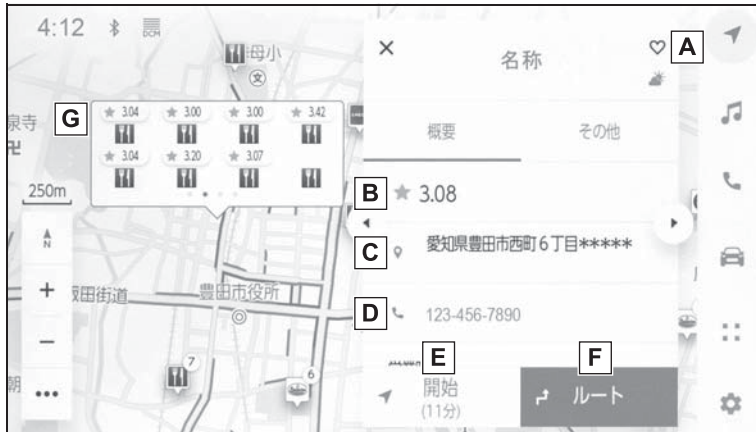 4:12
DCM
母小
文
泉寺
卍
G
3.04 3.00 3.00 3.42
3.04 3.20 3.07
250m
N
田街道
豊田市役所
朝
7
6
A
名称
概要 その他
B
3.08
C
愛知県豊田市西町6丁目*****
D
123-456-7890
E
開始
(11分)
F
ルート